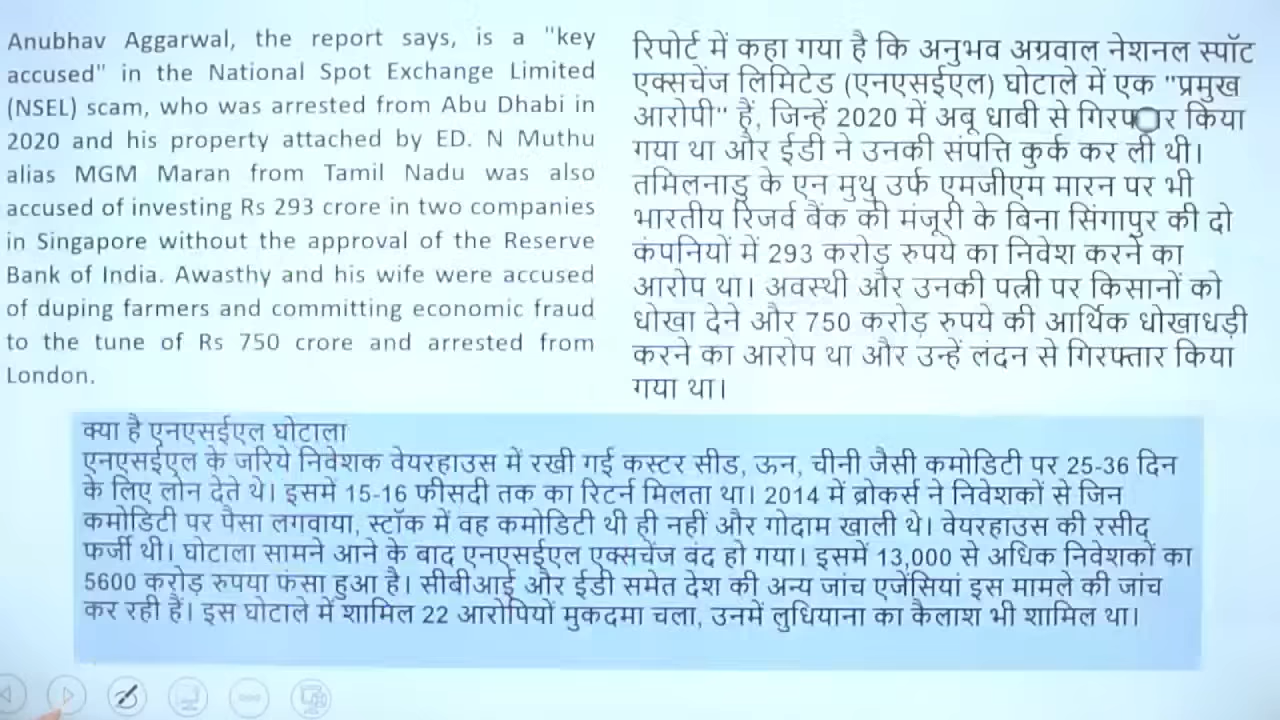 Anubhav Aggarwal, the report says, is a "key
accused" in the National Spot Exchange Limited
(NSEL) scam, who was arrested from Abu Dhabi in
2020 and his property attached by ED. N Muthu
alias MGM Maran from Tamil Nadu was also
accused of investing Rs 293 crore in two companies
in Singapore without the approval of the Reserve
Bank of India. Awasthy and his wife were accused
of duping farmers and committing economic fraud
to the tune of Rs 750 crore and arrested from
London.
रिपोर्ट में कहा गया है कि अनुभव अग्रवाल नेशनल स्पॉट
एक्सचेंज लिमिटेड (एनएसईएल) घोटाले में एक "प्रमुख
आरोपी" हैं, जिन्हें 2020 में अबू धाबी से गिरफ्तार किया
गया था और ईडी ने उनकी संपत्ति कुर्क कर ली थी।
तमिलनाडु के एन मुथु उर्फ एमजीएम मारन पर भी
भारतीय रिजर्व बैंक की मंजूरी के बिना सिंगापुर की दो
कंपनियों में 293 करोड़ रुपये का निवेश करने का
आरोप था। अवस्थी और उनकी पत्नी पर किसानों को
धोखा देने और 750 करोड़ रुपये की आर्थिक धोखाधड़ी
करने का आरोप था और उन्हें लंदन से गिरफ्तार किया
गया था।
क्या है एनएसईएल घोटाला
एनएसईएल के जरिये निवेशक वेयरहाउस में रखी गई कस्टर सीड, ऊन, चीनी जैसी कमोडिटी पर 25-36 दिन
के लिए लोन देते थे। इसमें 15-16 फीसदी तक का रिटर्न मिलता था। 2014 में ब्रोकर्स ने निवेशकों से जिन
कमोडिटी पर पैसा लगवाया, स्टॉक में वह कमोडिटी थी ही नहीं और गोदाम खाली थे। वेयरहाउस की रसीद
फर्जी थी। घोटाला सामने आने के बाद एनएसईएल एक्सचेंज बंद हो गया। इसमें 13,000 से अधिक निवेशकों का
5600 करोड़ रुपया फंसा हुआ है। सीबीआई और ईडी समेत देश की अन्य जांच एजेंसियां इस मामले की जांच
कर रही हैं। इस घोटाले में शामिल 22 आरोपियों मुकदमा चला, उनमें लुधियाना का कैलाश भी शामिल था।